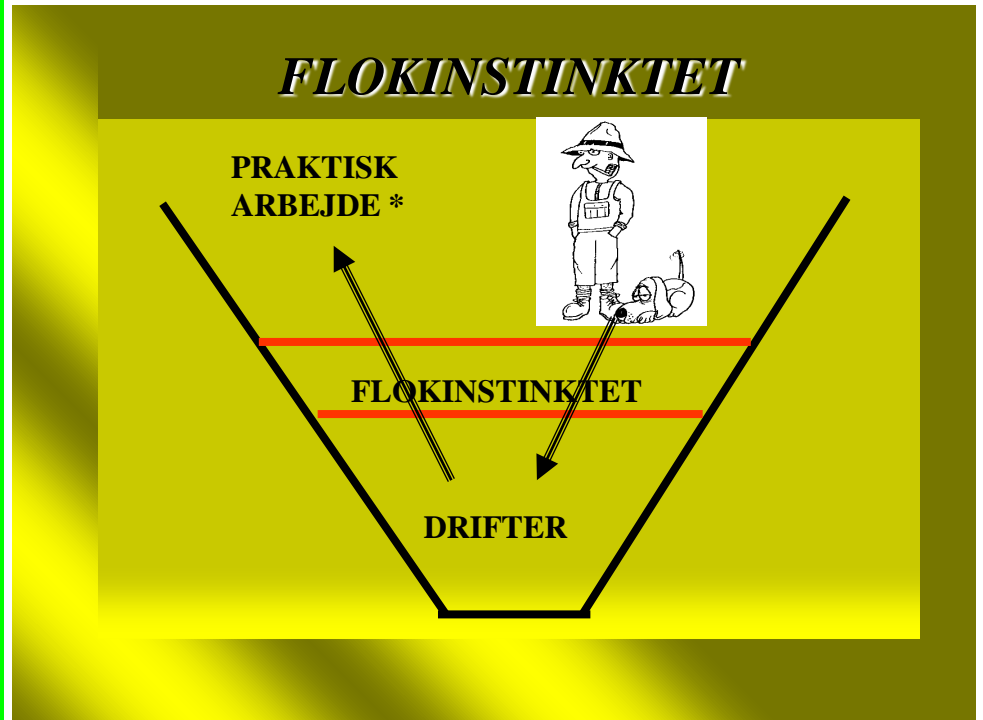 FLOKINSTINKTET
PRAKTISK
ARBEJDE *
FLOKINSTINKTET
DRIFTER